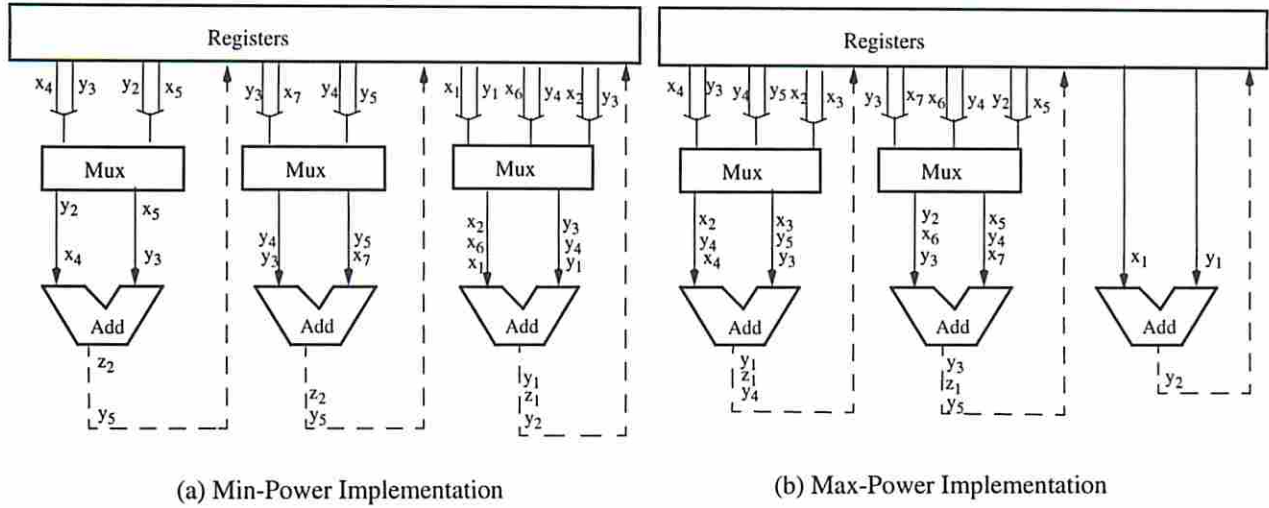 Registers
x4 y3 y2 x5 y3 x7 y4 y5 x1 y1 x6 y4 x2 y3
Mux Mux Mux
y2 x5 y4 y5 x2 y3
x6 y4
x4 y3 y3 x7 x1 y1
Add Add Add
z2 z2 y1
z1
y5 y5 y2
(a) Min-Power Implementation
Registers
x4 y3 y4 y5 x2 x3 y3 x7 x6 y4 y2 x5
Mux Mux
x2 x3 y2 x5
y4 y5 x6 y4
x4 y3 y3 x7 x1 y1
Add Add Add
y1 y3 y2
z1 z1
y4 y5
(b) Max-Power Implementation